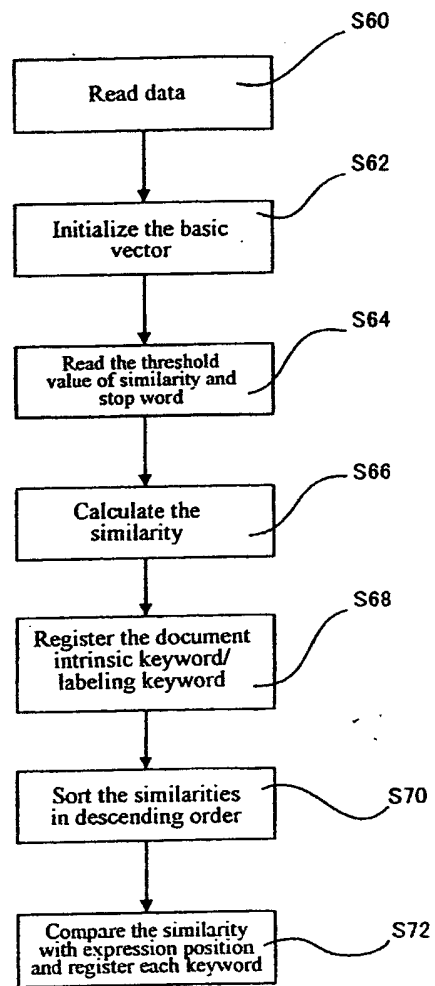 S60
Read data
S62
Initialize the basic
vector
S64
Read the threshold
value of similarity and
stop word
S66
Calculate the
similarity
S68
Register the document
intrinsic keyword/
labeling keyword
S70
Sort the similarities
in descending order
S72
Compare the similarity
with expression position
and register each keyword